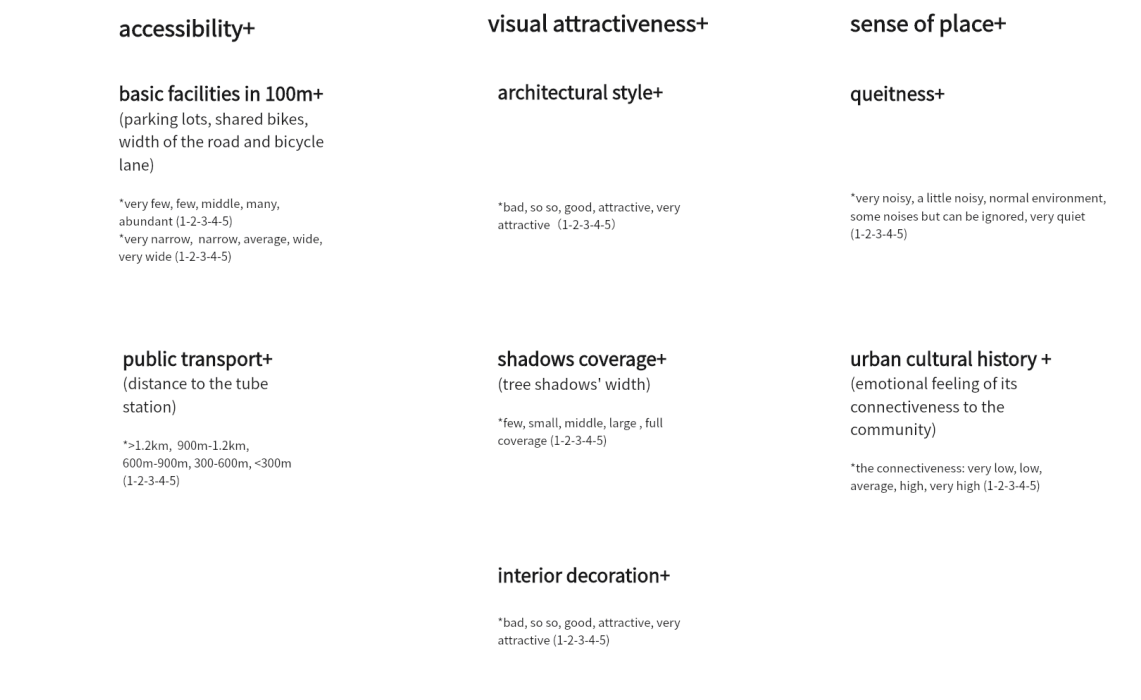 accessibility+
basic facilities in 100m+
(parking lots, shared bikes,
width of the road and bicycle
lane)
*very few, few, middle, many,
abundant (1-2-3-4-5)
*very narrow,  narrow, average, wide,
very wide (1-2-3-4-5)
public transport+
(distance to the tube
station)
*>1.2km,  900m-1.2km,
600m-900m, 300-600m, <300m
(1-2-3-4-5)
visual attractiveness+
architectural style+
*bad, so so, good, attractive, very
attractive（1-2-3-4-5）
shadows coverage+
(tree shadows' width)
*few, small, middle, large , full
coverage (1-2-3-4-5)
interior decoration+
*bad, so so, good, attractive, very
attractive (1-2-3-4-5)
sense of place+
queitness+
*very noisy, a little noisy, normal environment,
some noises but can be ignored, very quiet
(1-2-3-4-5)
urban cultural history +
(emotional feeling of its
connectiveness to the
community)
*the connectiveness: very low, low,
average, high, very high (1-2-3-4-5)